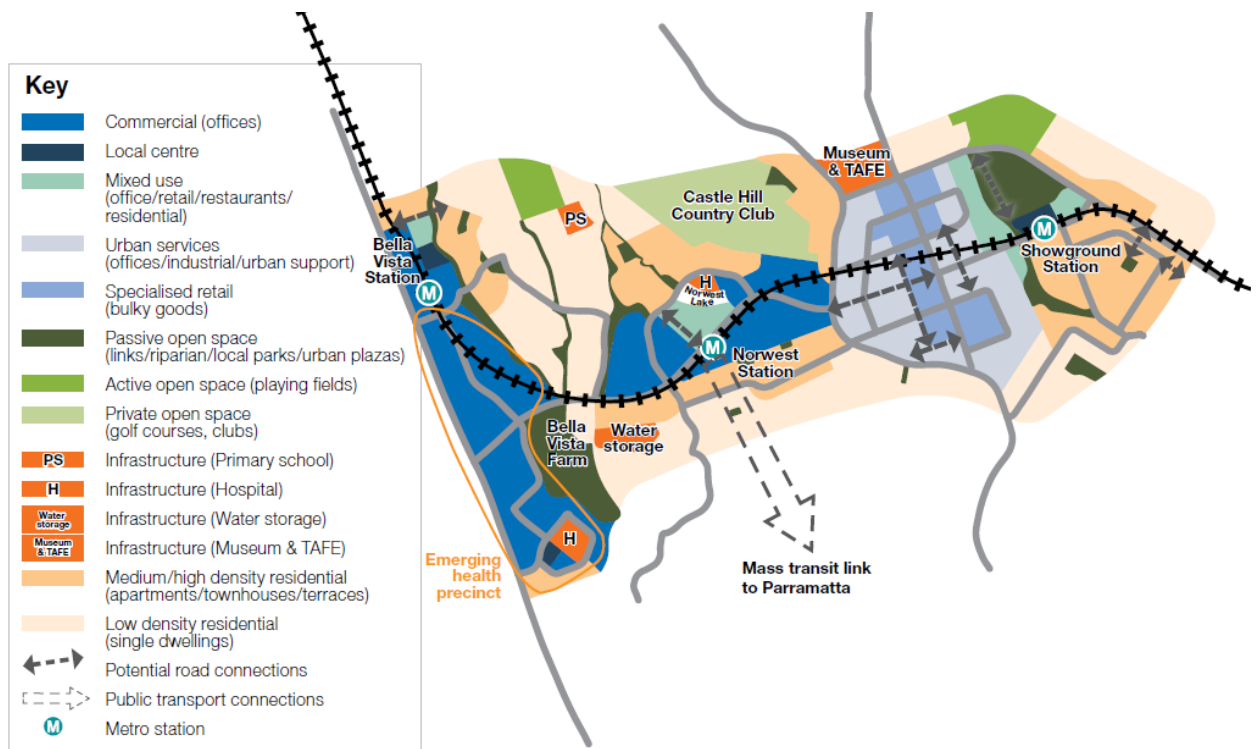 Key
Commercial (offices)
Local centre
Mixed use
(office/retail/restaurants/
residential)
Urban services
(offices/industrial/urban support)
Specialised retail
(bulky goods)
Passive open space
(links/riparian/local parks/urban plazas)
Active open space (playing fields)
Private open space
(golf courses, clubs)
PS
Infrastructure (Primary school)
H
Infrastructure (Hospital)
Water
storage
Infrastructure (Water storage)
Museum
& TAFE
Infrastructure (Museum & TAFE)
Medium/high density residential
(apartments/townhouses/terraces)
Low density residential
(single dwellings)
Potential road connections
Public transport connections
M
Metro station
Bella
Vista
Station
M
PS
Castle Hill
Country Club
Museum
& TAFE
M
Showground
Station
H
Norwest
Lake
M
Norwest
Station
Bella
Vista
Farm
Water
storage
H
Emerging
health
precinct
Mass transit link
to Parramatta